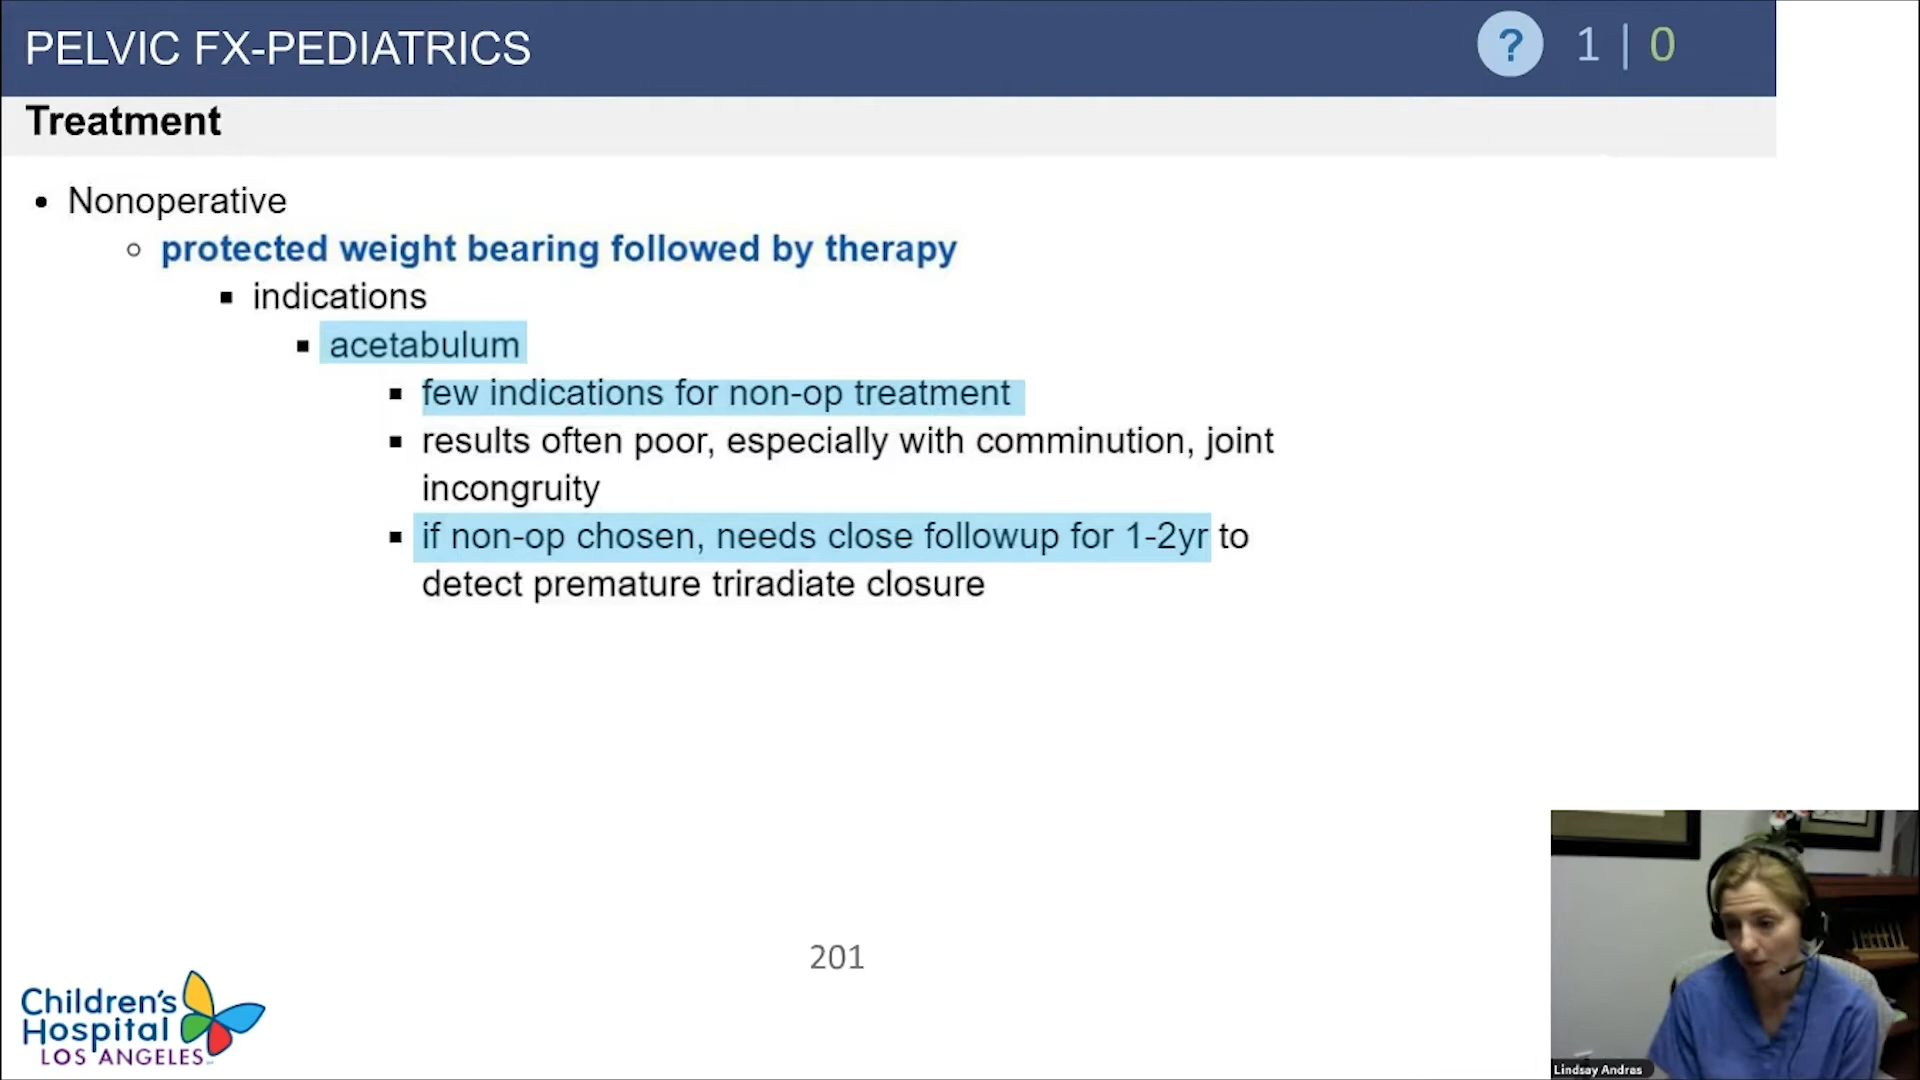 PELVIC FX-PEDIATRICS
? 1 | 0
Treatment
• Nonoperative
○ protected weight bearing followed by therapy
▪ indications
▪ acetabulum
▪ few indications for non-op treatment
▪ results often poor, especially with comminution, joint
incongruity
▪ if non-op chosen, needs close followup for 1-2yr to
detect premature triradiate closure
201
Children's
Hospital
LOS ANGELES
Lindsay Andras